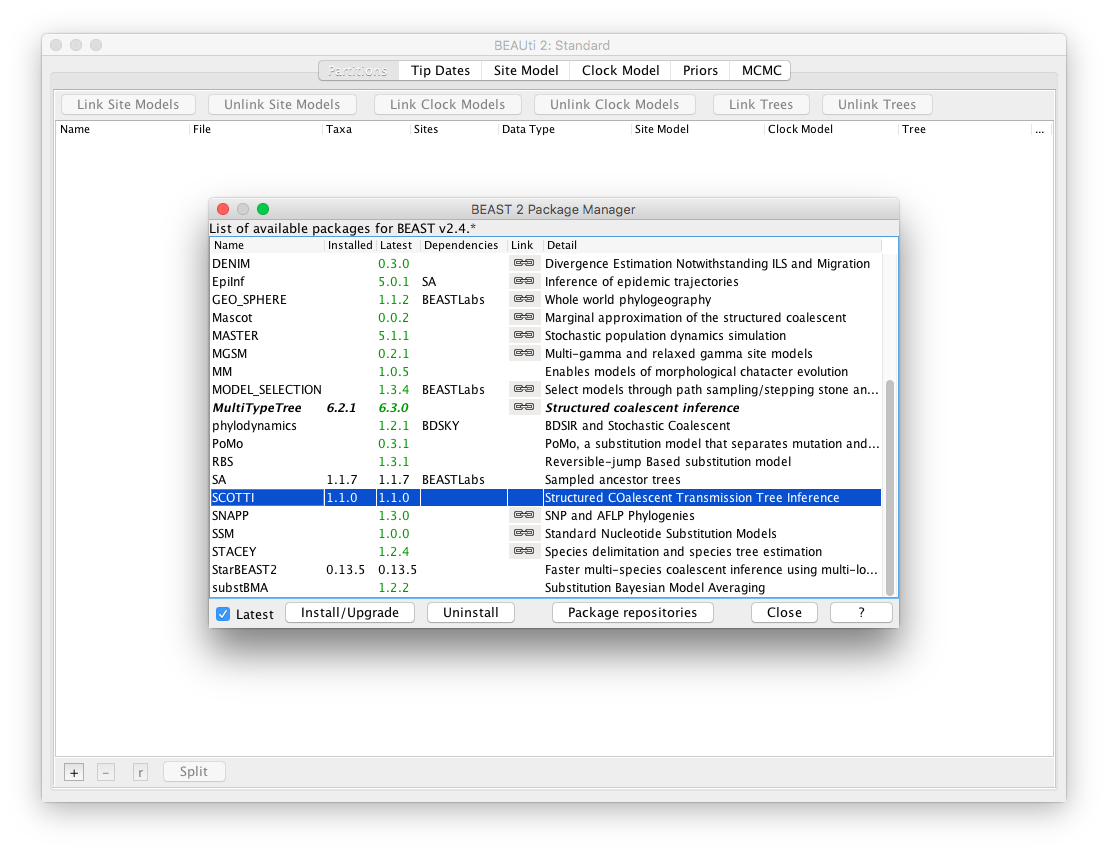 BEAUti 2: Standard
Partitions Tip Dates Site Model Clock Model Priors MCMC
Link Site Models Unlink Site Models Link Clock Models Unlink Clock Models Link Trees Unlink Trees
Name File Taxa Sites Data Type Site Model Clock Model Tree ...
BEAST 2 Package Manager
List of available packages for BEAST v2.4.*
Name Installed Latest Dependencies Link Detail
DENIM 0.3.0 Divergence Estimation Notwithstanding ILS and Migration
EpiInf 5.0.1 SA Inference of epidemic trajectories
GEO_SPHERE 1.1.2 BEASTLabs Whole world phylogeography
Mascot 0.0.2 Marginal approximation of the structured coalescent
MASTER 5.1.1 Stochastic population dynamics simulation
MGSM 0.2.1 Multi-gamma and relaxed gamma site models
MM 1.0.5 Enables models of morphological chatacter evolution
MODEL_SELECTION 1.3.4 BEASTLabs Select models through path sampling/stepping stone an...
MultiTypeTree 6.2.1 6.3.0 Structured coalescent inference
phylodynamics 1.2.1 BDSKY BDSIR and Stochastic Coalescent
PoMo 0.3.1 PoMo, a substitution model that separates mutation and...
RBS 1.3.1 Reversible-jump Based substitution model
SA 1.1.7 1.1.7 BEASTLabs Sampled ancestor trees
SCOTTI 1.1.0 1.1.0 Structured COalescent Transmission Tree Inference
SNAPP 1.3.0 SNP and AFLP Phylogenies
SSM 1.0.0 Standard Nucleotide Substitution Models
STACEY 1.2.4 Species delimitation and species tree estimation
StarBEAST2 0.13.5 0.13.5 Faster multi-species coalescent inference using multi-lo...
substBMA 1.2.2 Substitution Bayesian Model Averaging
Latest Install/Upgrade Uninstall Package repositories Close ?
+ - r Split